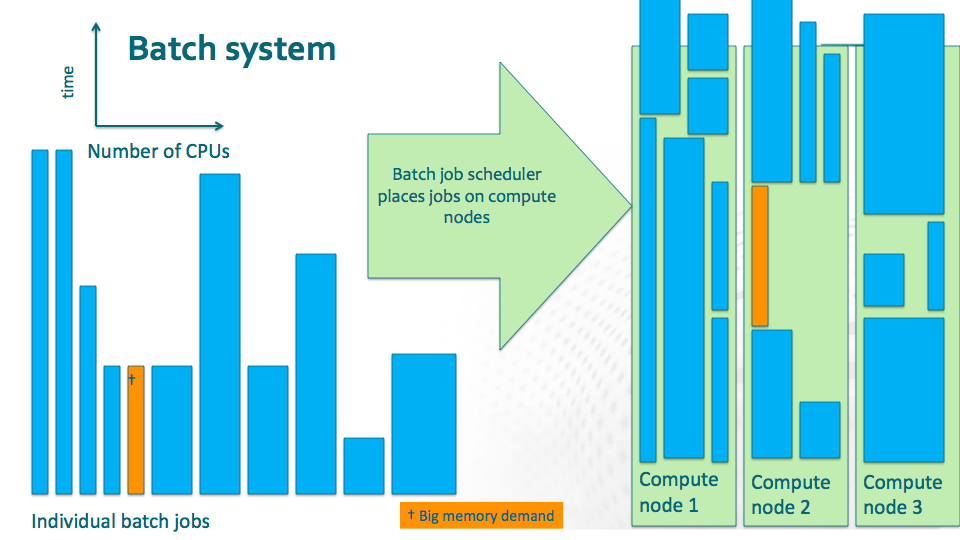 Batch system
time
Number of CPUs
Batch job scheduler
places jobs on compute
nodes
†
Individual batch jobs
† Big memory demand
Compute
node 1
Compute
node 2
Compute
node 3